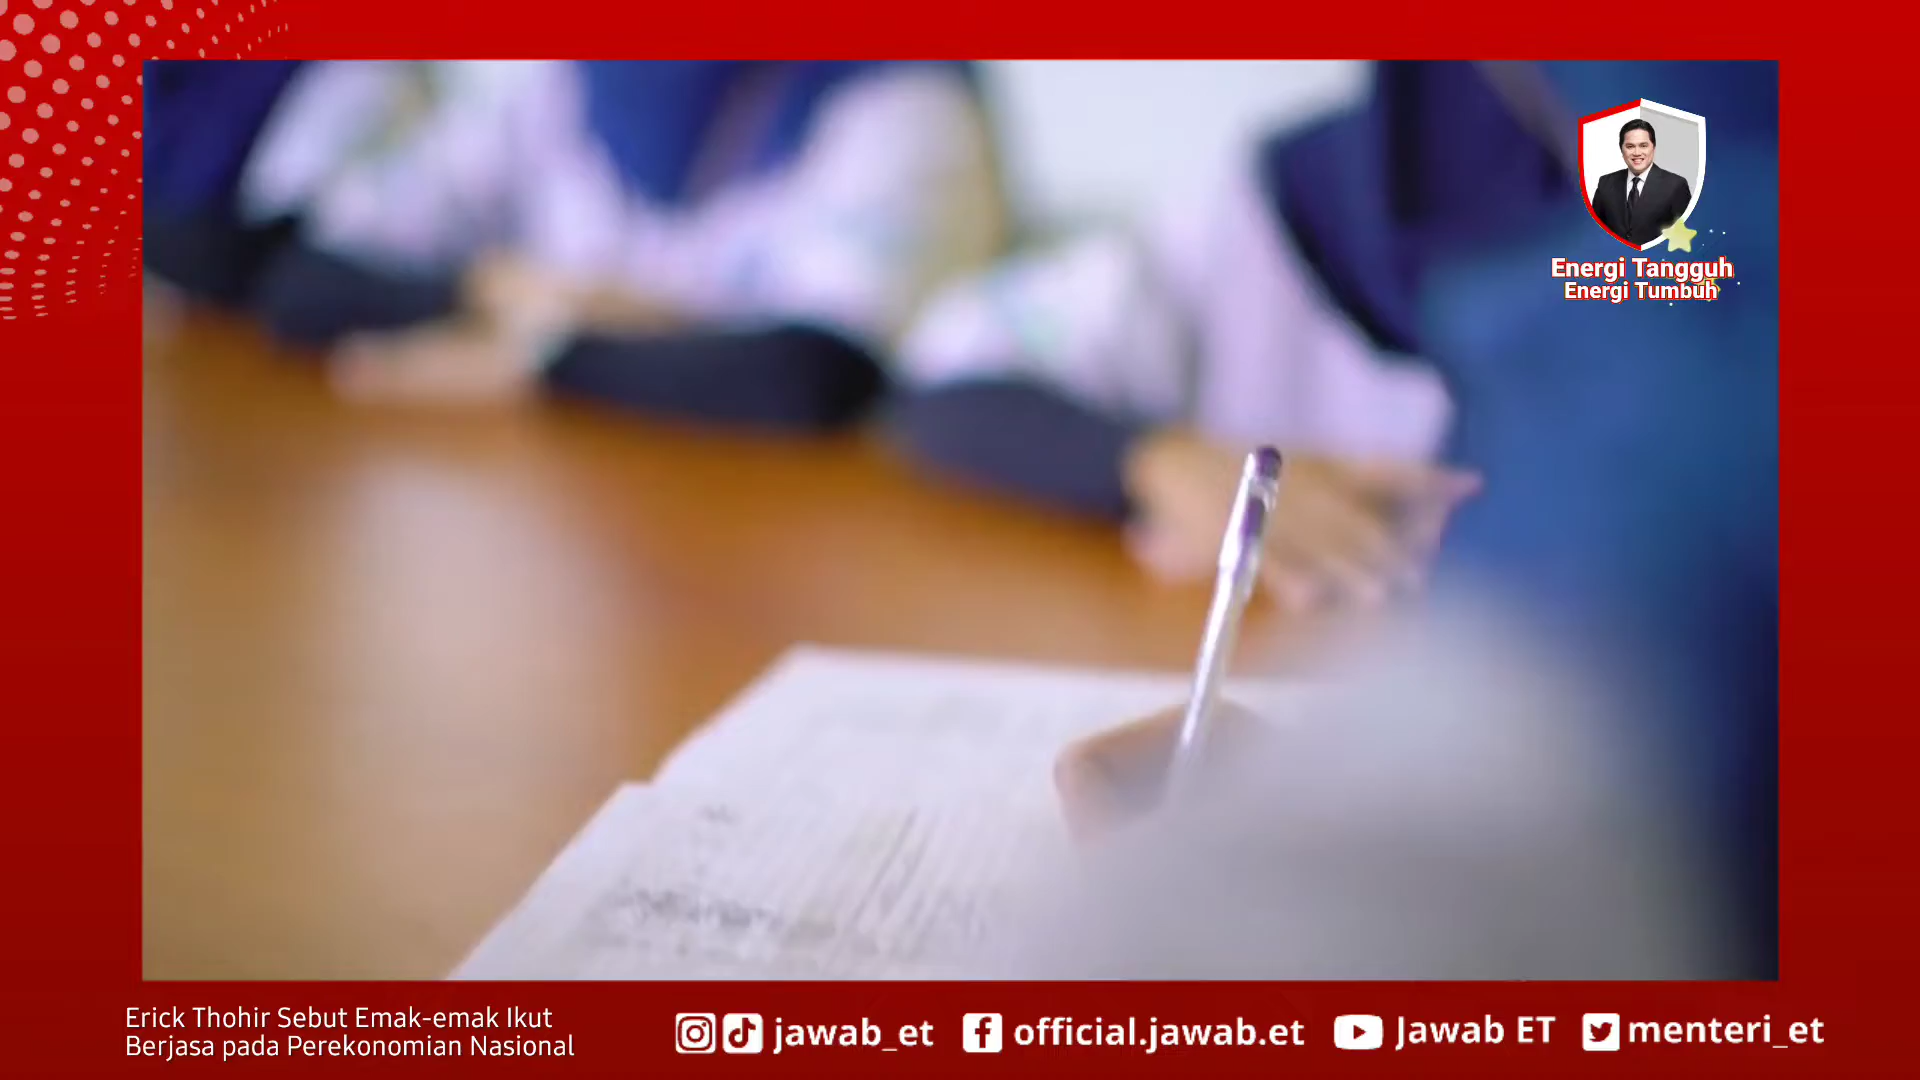 Energi Tangguh
Energi Tumbuh
Erick Thohir Sebut Emak-emak Ikut
Berjasa pada Perekonomian Nasional
jawab_et
official.jawab.et
Jawab ET
menteri_et